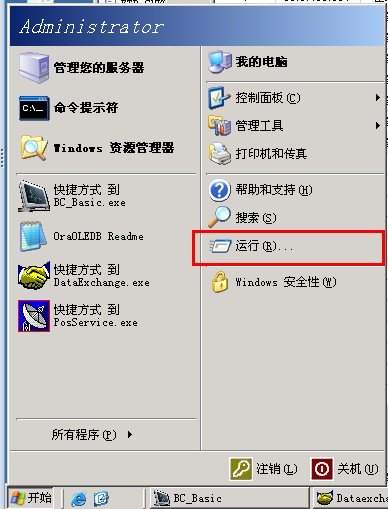 Administrator
管理您的服务器
命令提示符
C:\
Windows 资源管理器
快捷方式 到
BC_Basic.exe
OraOLEDB Readme
快捷方式 到
DataExchange.exe
快捷方式 到
PosService.exe
所有程序(P)
我的电脑
控制面板(C)
管理工具
打印机和传真
帮助和支持(H)
搜索(S)
运行(R)...
Windows 安全性(W)
注销(L)
关机(U)
开始
BC_Basic
Dataexch